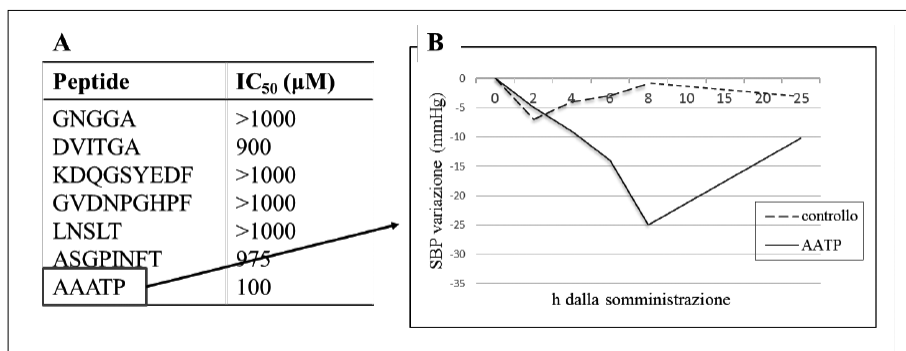 A
Peptide IC50 (µM)
GNGGA >1000
DVITGA 900
KDQGSYEDF >1000
GVDNPGHPF >1000
LNSLT >1000
ASGPINFT 975
AAATP 100
B
SBP variazione (mmHg)
0
-5
-10
-15
-20
-25
-30
-35
0 2 4 6 8 10 15 20 25
controllo
AATP
h dalla somministrazione